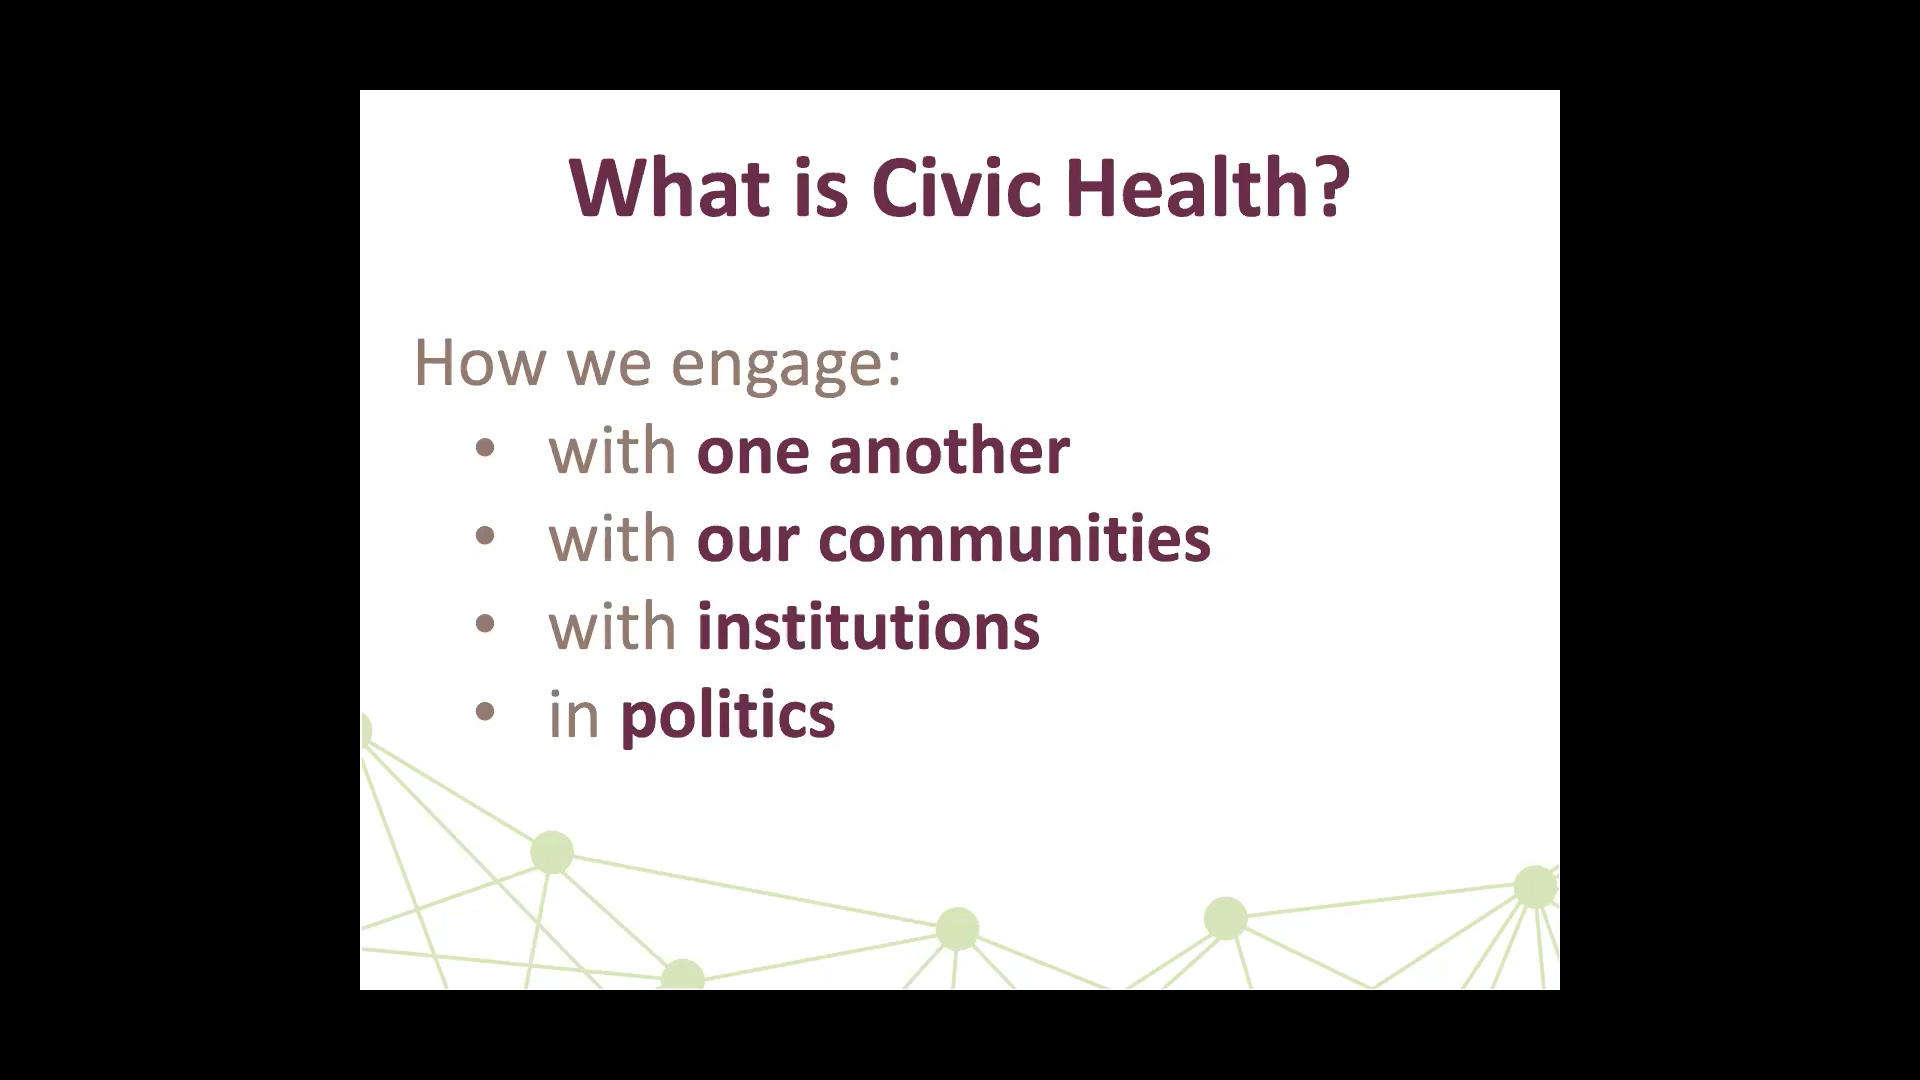 What is Civic Health?
How we engage:
• with one another
• with our communities
• with institutions
• in politics